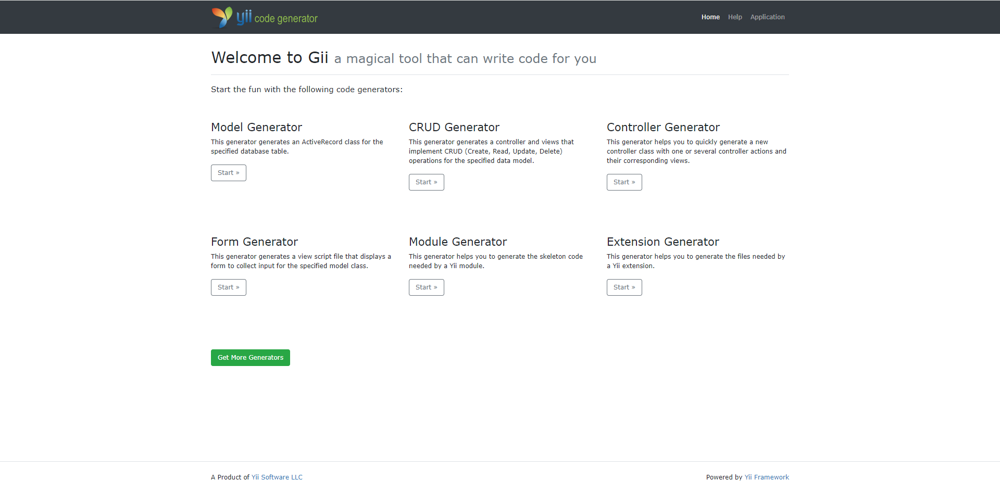 yii code generator
Home Help Application
Welcome to Gii a magical tool that can write code for you
Start the fun with the following code generators:
Model Generator
This generator generates an ActiveRecord class for the
specified database table.
Start »
CRUD Generator
This generator generates a controller and views that
implement CRUD (Create, Read, Update, Delete)
operations for the specified data model.
Start »
Controller Generator
This generator helps you to quickly generate a new
controller class with one or several controller actions and
their corresponding views.
Start »
Form Generator
This generator generates a view script file that displays a
form to collect input for the specified model class.
Start »
Module Generator
This generator helps you to generate the skeleton code
needed by a Yii module.
Start »
Extension Generator
This generator helps you to generate the files needed by
a Yii extension.
Start »
Get More Generators
A Product of Yii Software LLC
Powered by Yii Framework